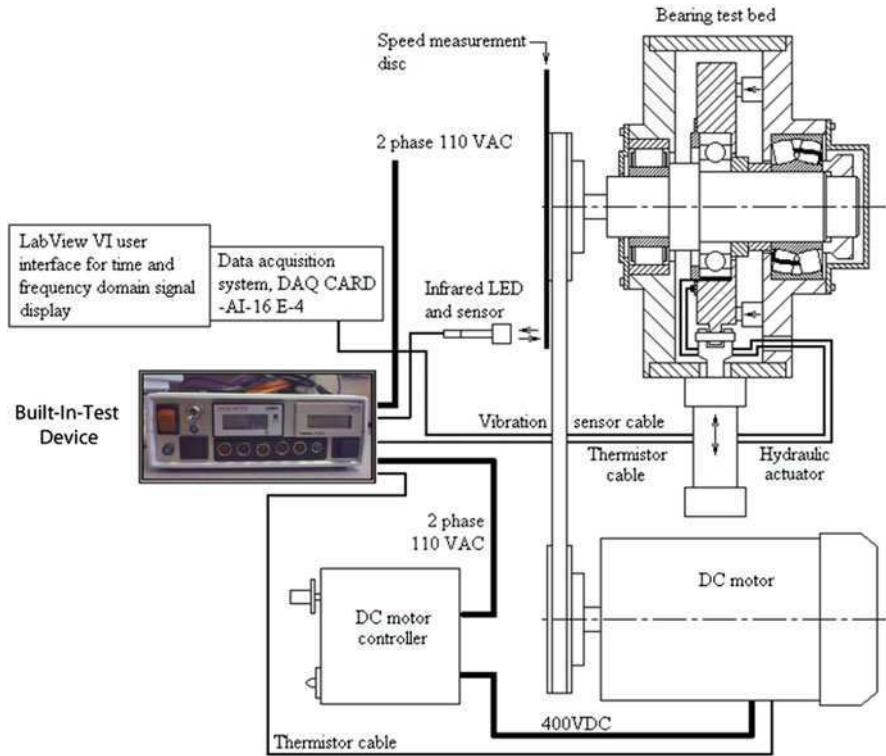 Bearing test bed
Speed measurement
disc
2 phase 110 VAC
LabView VI user
interface for time and
frequency domain signal
display
Data acquisition
system, DAQ CARD
-AI-16 E-4
Infrared LED
and sensor
Built-In-Test
Device
Vibration sensor cable
Thermistor
cable
Hydraulic
actuator
2 phase
110 VAC
DC motor
controller
DC motor
400VDC
Thermistor cable